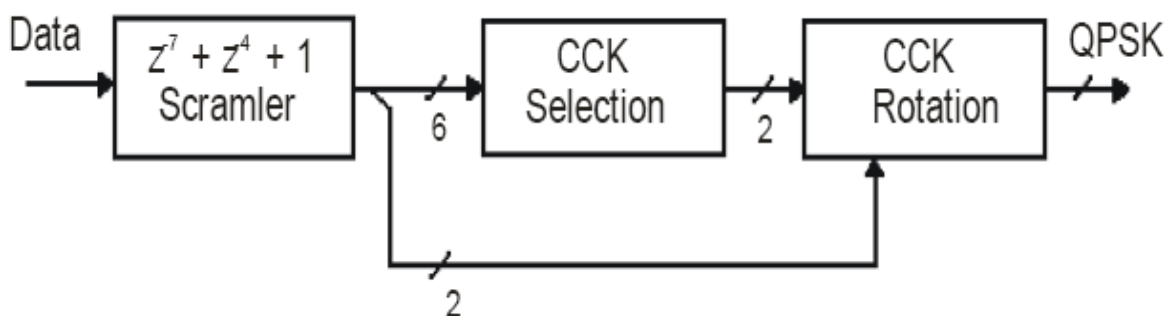 Data
z⁻⁷ + z⁻⁴ + 1
Scramler
6
CCK
Selection
2
CCK
Rotation
QPSK
2